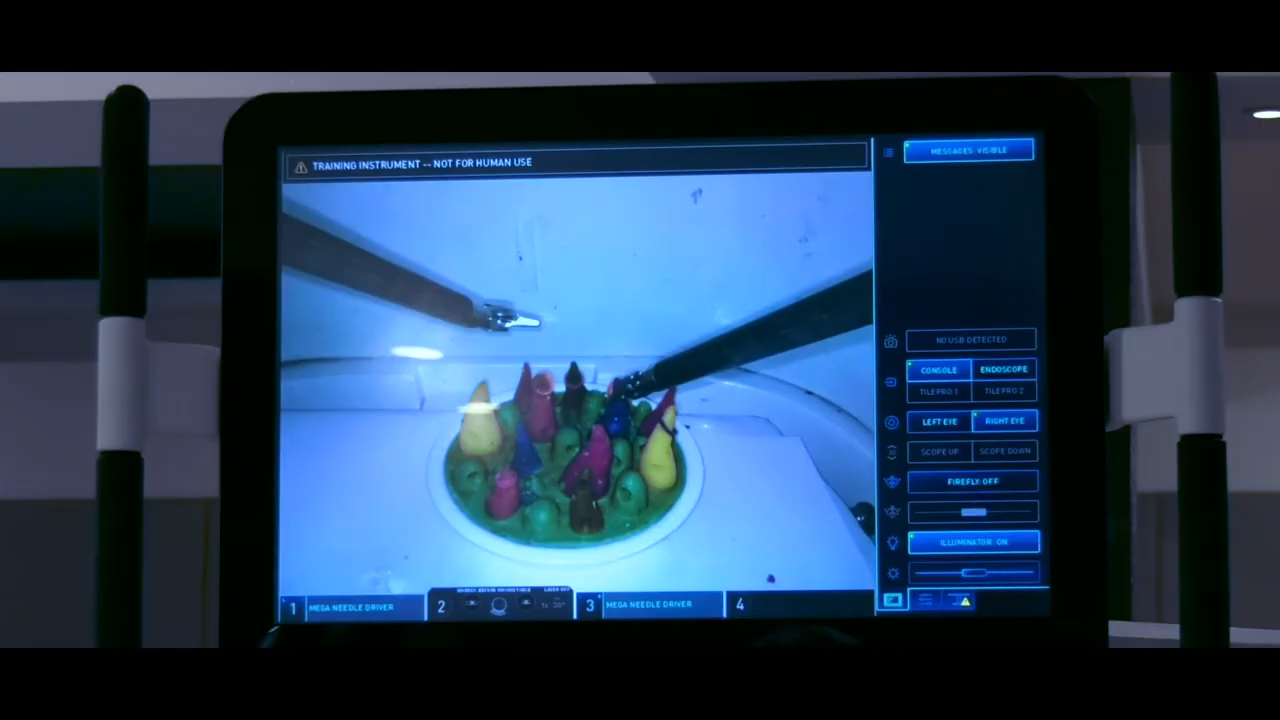 TRAINING INSTRUMENT -- NOT FOR HUMAN USE
MESSAGES: VISIBLE
NO USB DETECTED
CONSOLE ENDOSCOPE
TILEPRO 1 TILEPRO 2
LEFT EYE RIGHT EYE
SCOPE UP SCOPE DOWN
FIREFLY: OFF
ILLUMINATOR: ON
1 MEGA NEEDLE DRIVER
2
3 MEGA NEEDLE DRIVER
4